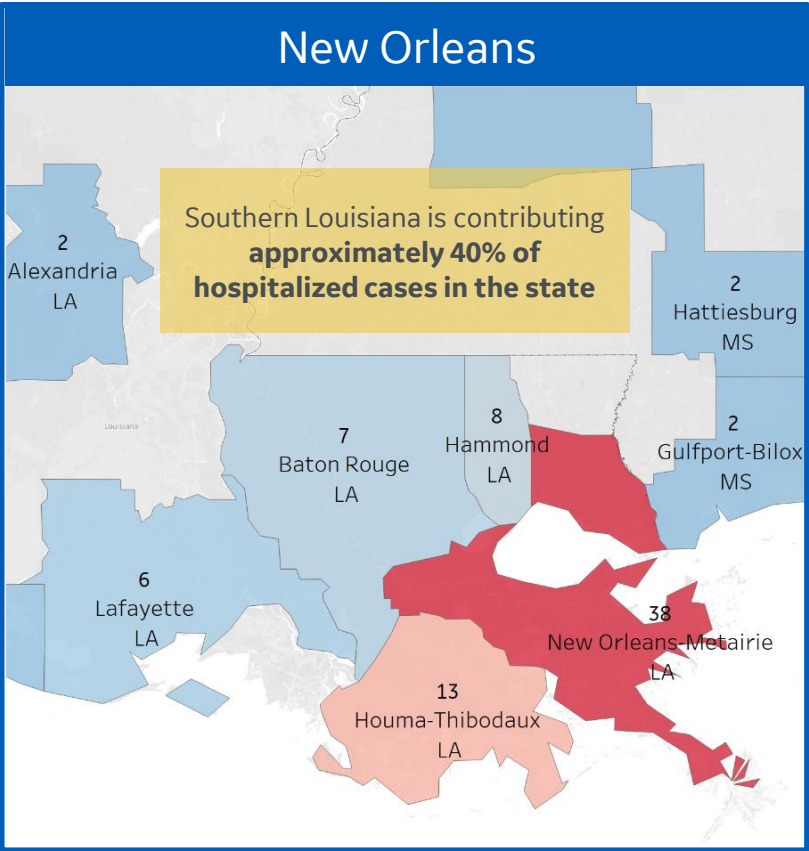 New Orleans
Southern Louisiana is contributing
approximately 40% of
hospitalized cases in the state
2
Alexandria
LA
2
Hattiesburg
MS
Louisiana
7
Baton Rouge
LA
8
Hammond
LA
2
Gulfport-Bilox
MS
6
Lafayette
LA
38
New Orleans-Metairie
LA
13
Houma-Thibodaux
LA